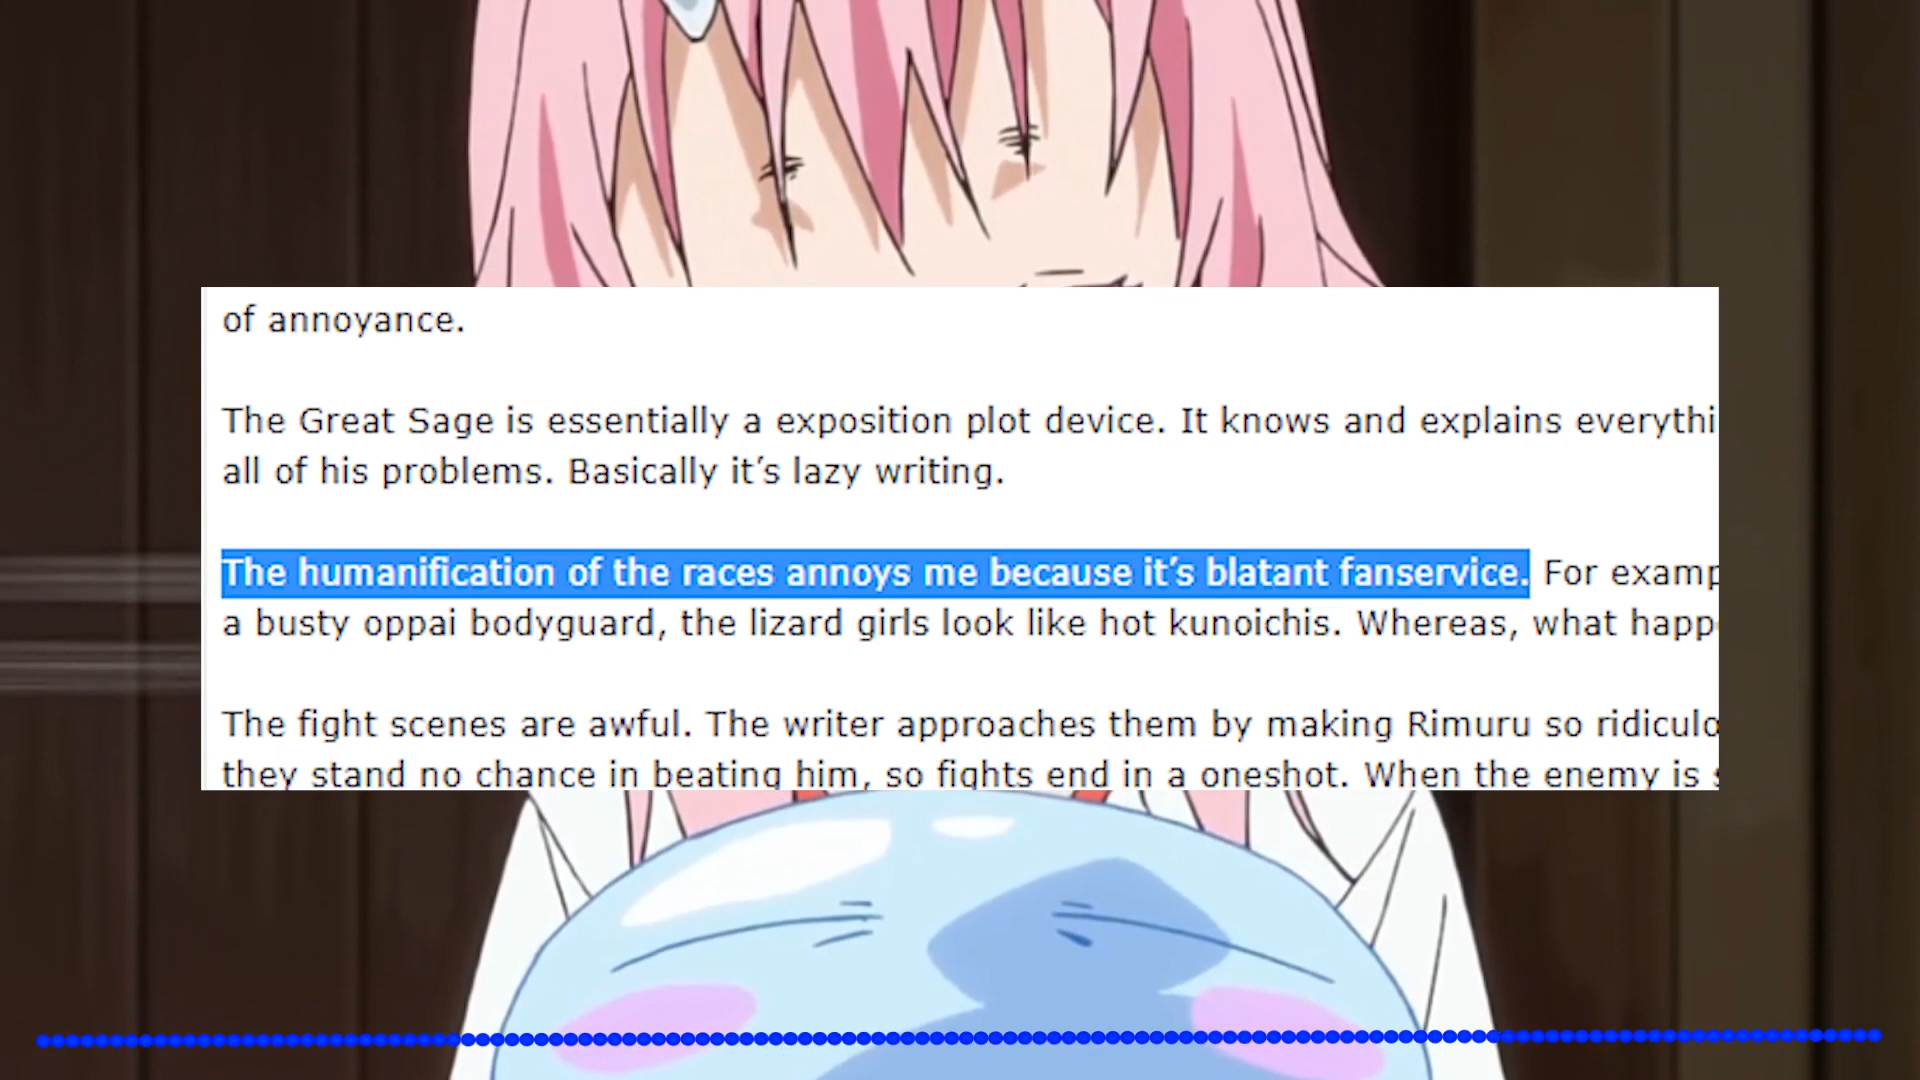 of annoyance.
The Great Sage is essentially a exposition plot device. It knows and explains everythi
all of his problems. Basically it's lazy writing.
The humanification of the races annoys me because it's blatant fanservice. For examp
a busty oppai bodyguard, the lizard girls look like hot kunoichis. Whereas, what happ
The fight scenes are awful. The writer approaches them by making Rimuru so ridiculo
they stand no chance in beating him, so fights end in a oneshot. When the enemy is s